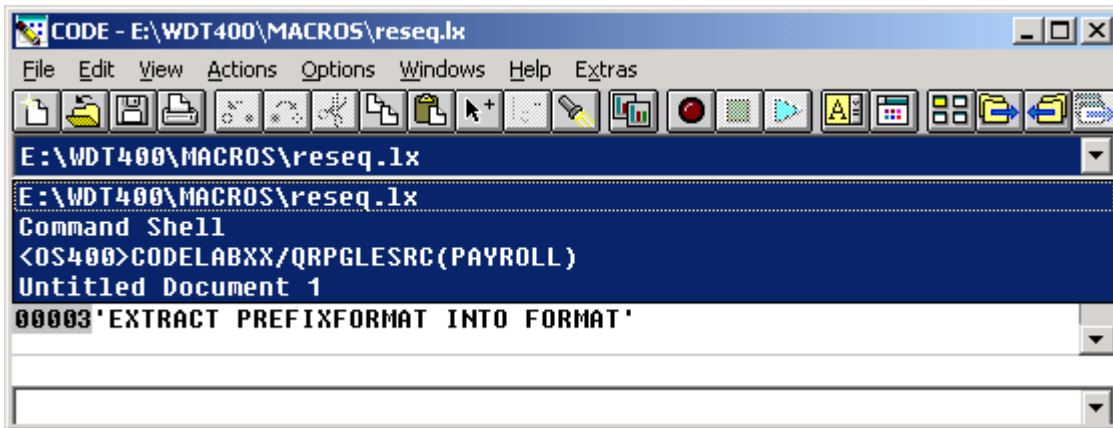 CODE - E:\WDT400\MACROS\reseq.lx
File Edit View Actions Options Windows Help Extras
E:\WDT400\MACROS\reseq.lx
E:\WDT400\MACROS\reseq.lx
Command Shell
<OS400>CODELABXX/QRPGLESRC(PAYROLL)
Untitled Document 1
00003'EXTRACT PREFIXFORMAT INTO FORMAT'